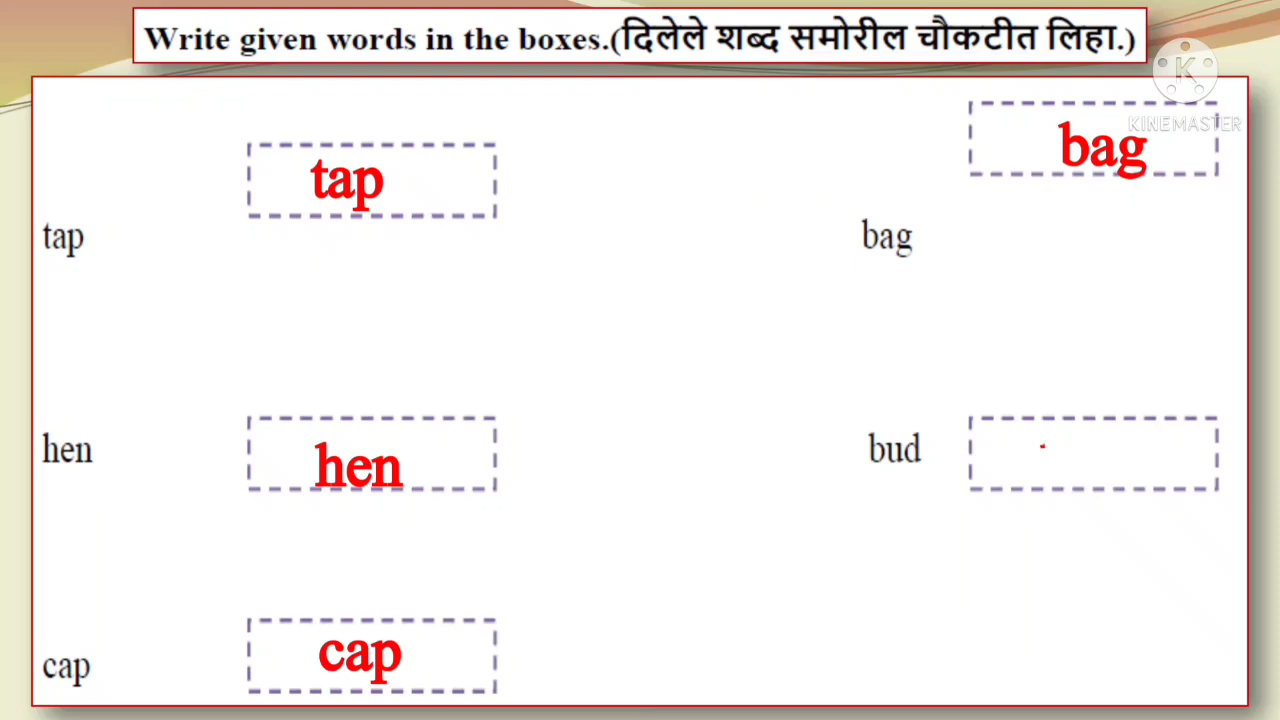 Write given words in the boxes.(दिलेले शब्द समोरील चौकटीत लिहा.)
K
KINEMASTER
tap
bag
tap
bag
hen
hen
bud
cap
cap